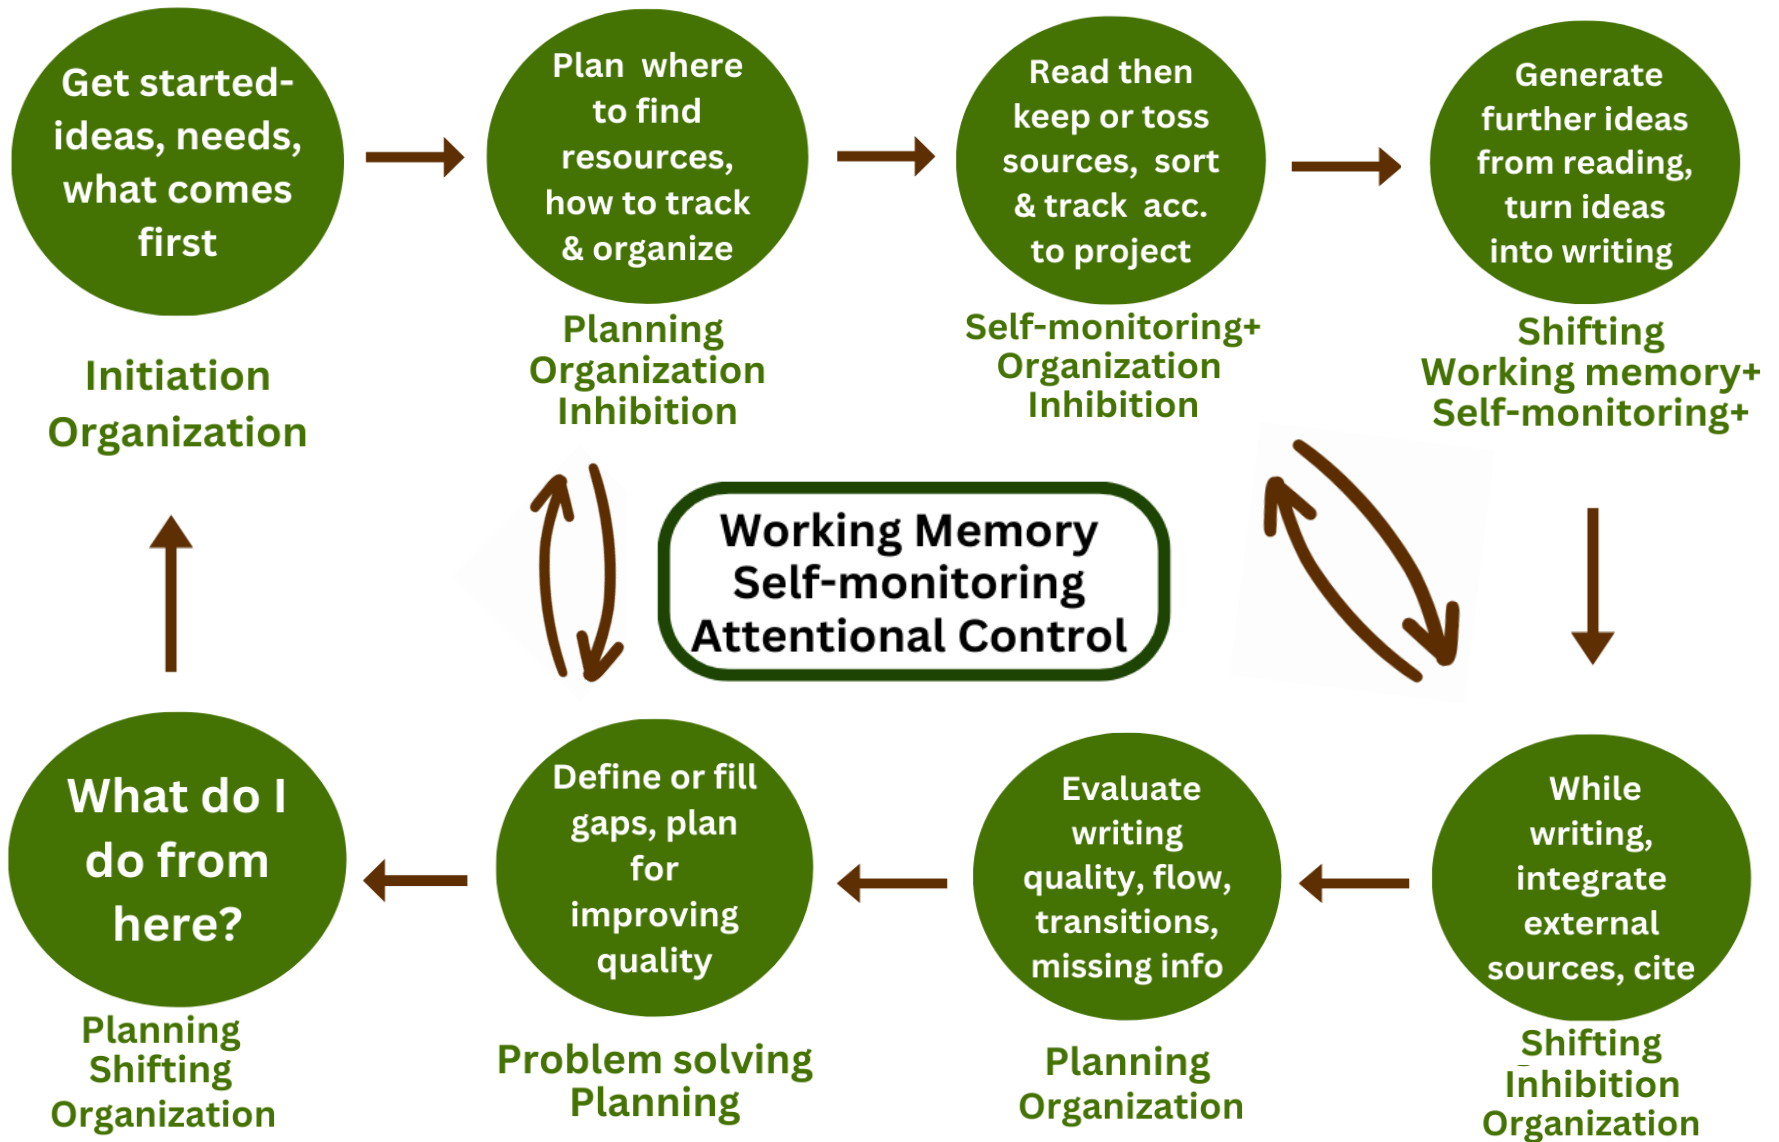 Get started-
ideas, needs,
what comes
first
Initiation
Organization
Plan where
to find
resources,
how to track
& organize
Planning
Organization
Inhibition
Read then
keep or toss
sources, sort
& track acc.
to project
Self-monitoring+
Organization
Inhibition
Generate
further ideas
from reading,
turn ideas
into writing
Shifting
Working memory+
Self-monitoring+
Working Memory
Self-monitoring
Attentional Control
While
writing,
integrate
external
sources, cite
Shifting
Inhibition
Organization
Evaluate
writing
quality, flow,
transitions,
missing info
Planning
Organization
Define or fill
gaps, plan
for
improving
quality
Problem solving
Planning
What do I
do from
here?
Planning
Shifting
Organization